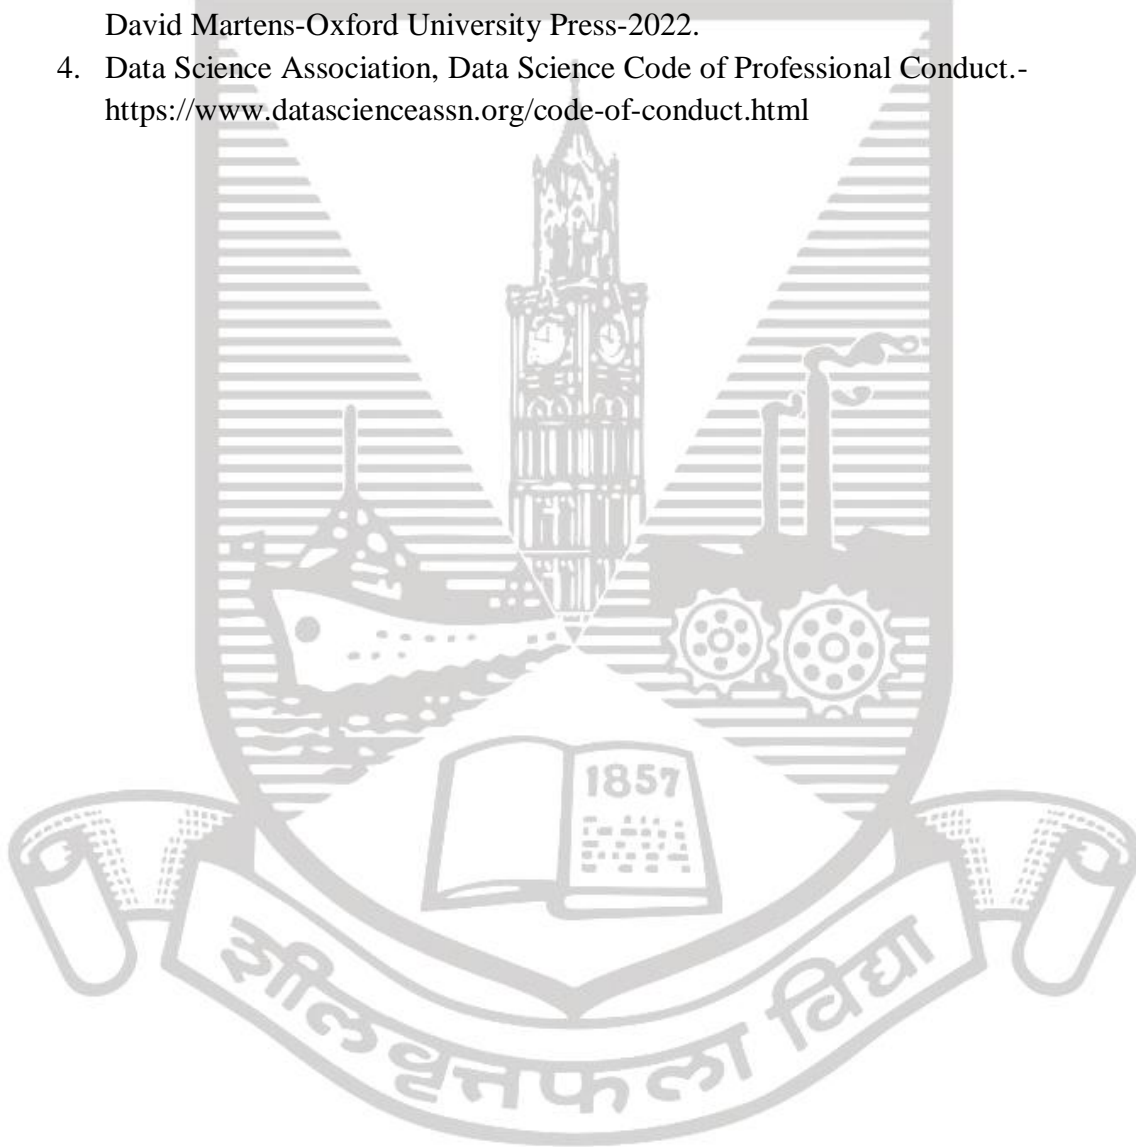 David Martens-Oxford University Press-2022.
4. Data Science Association, Data Science Code of Professional Conduct.-
https://www.datascienceassn.org/code-of-conduct.html
1857
शीलवृत्तफला विद्या